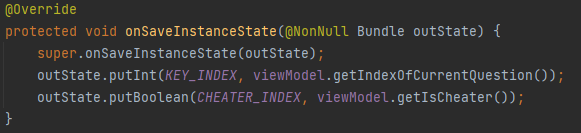 @Override
protected void onSaveInstanceState(@NonNull Bundle outState) {
    super.onSaveInstanceState(outState);
    outState.putInt(KEY_INDEX, viewModel.getIndexOfCurrentQuestion());
    outState.putBoolean(CHEATER_INDEX, viewModel.getIsCheater());
}